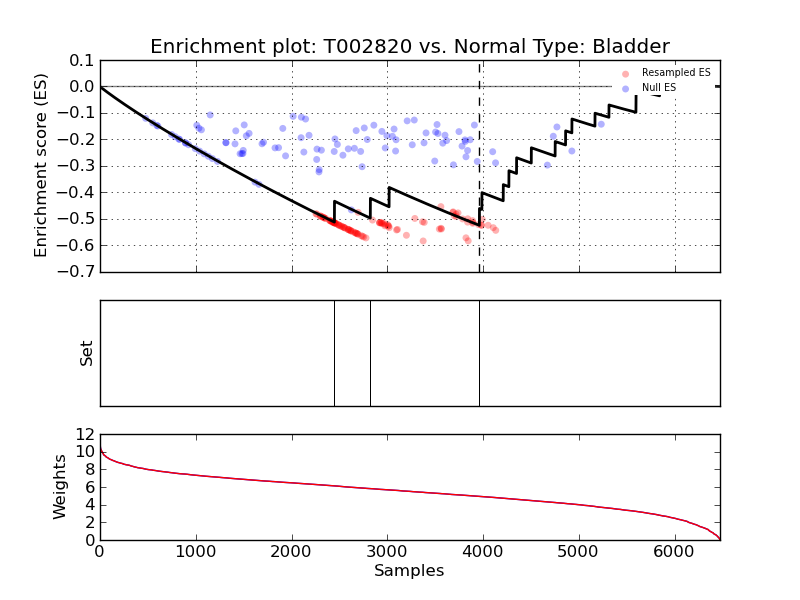 Enrichment plot: T002820 vs. Normal Type: Bladder
Enrichment score (ES)
0.1
0.0
−0.1
−0.2
−0.3
−0.4
−0.5
−0.6
−0.7
Resampled ES
Null ES
Set
Weights
12
10
8
6
4
2
0
0 1000 2000 3000 4000 5000 6000
Samples